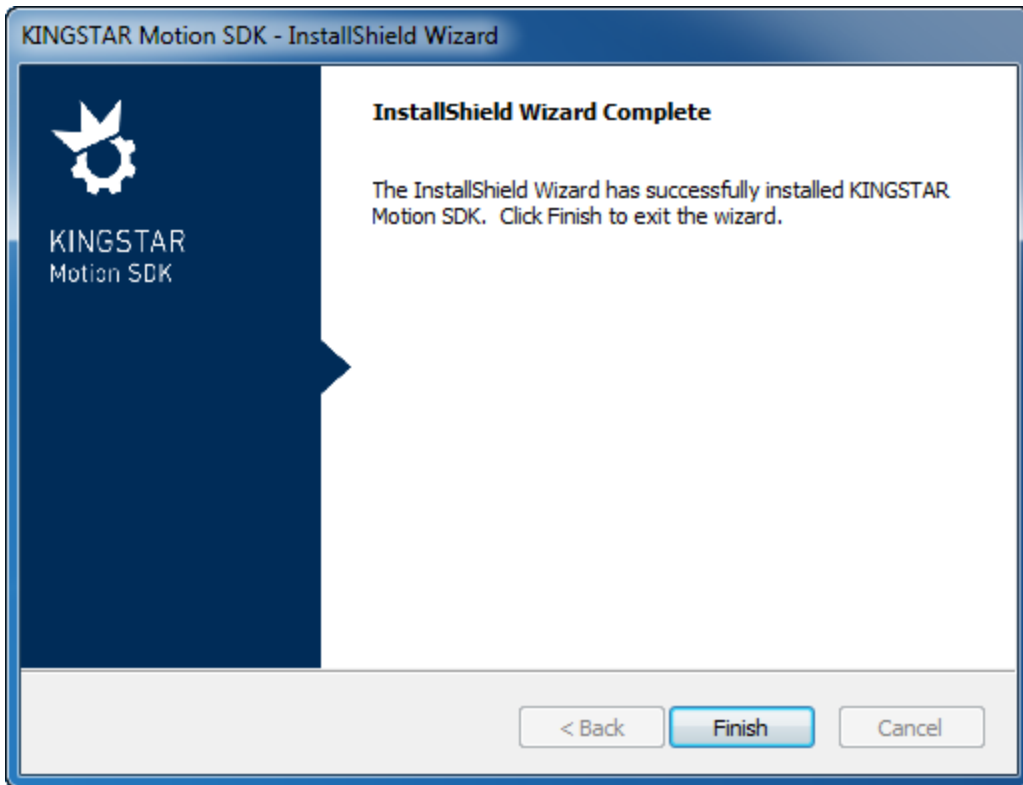 KINGSTAR Motion SDK - InstallShield Wizard
KINGSTAR
Motion SDK
InstallShield Wizard Complete
The InstallShield Wizard has successfully installed KINGSTAR
Motion SDK.  Click Finish to exit the wizard.
< Back
Finish
Cancel